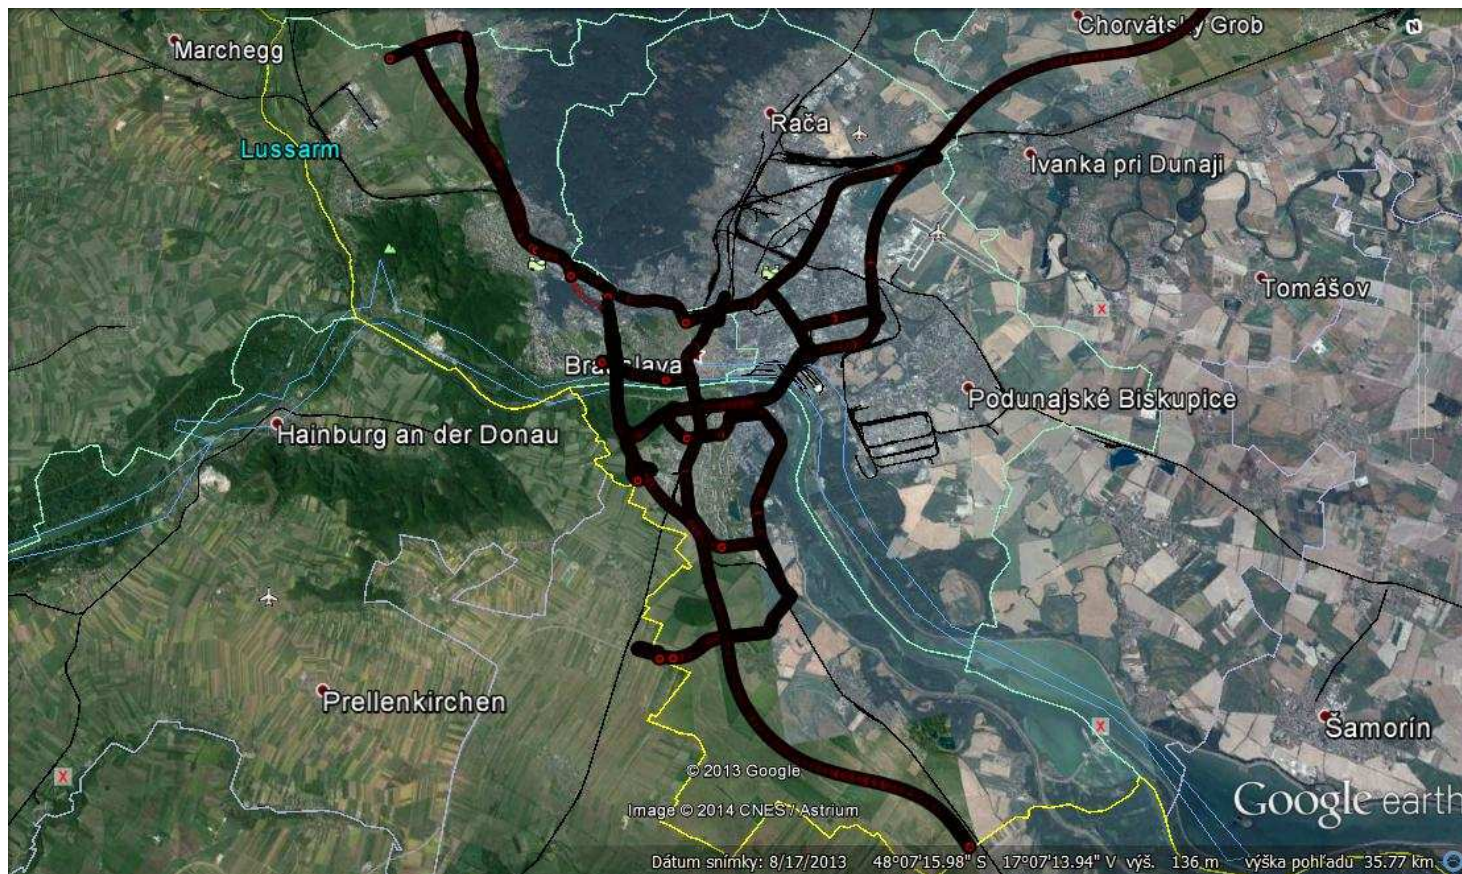 Chorvátsky Grob
Marchegg
Rača
Lussarm
Ivanka pri Dunaji
Tomášov
Bratislava
Podunajské Biskupice
Hainburg an der Donau
Prellenkirchen
Šamorín
© 2013 Google
Google earth
Image © 2014 CNES / Astrium
Dátum snímky: 8/17/2013 48°07'15.98" S 17°07'13.94" V výš. 136 m výška pohľadu 35.77 km